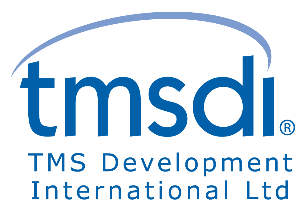 tmsdi®
TMS Development
International Ltd